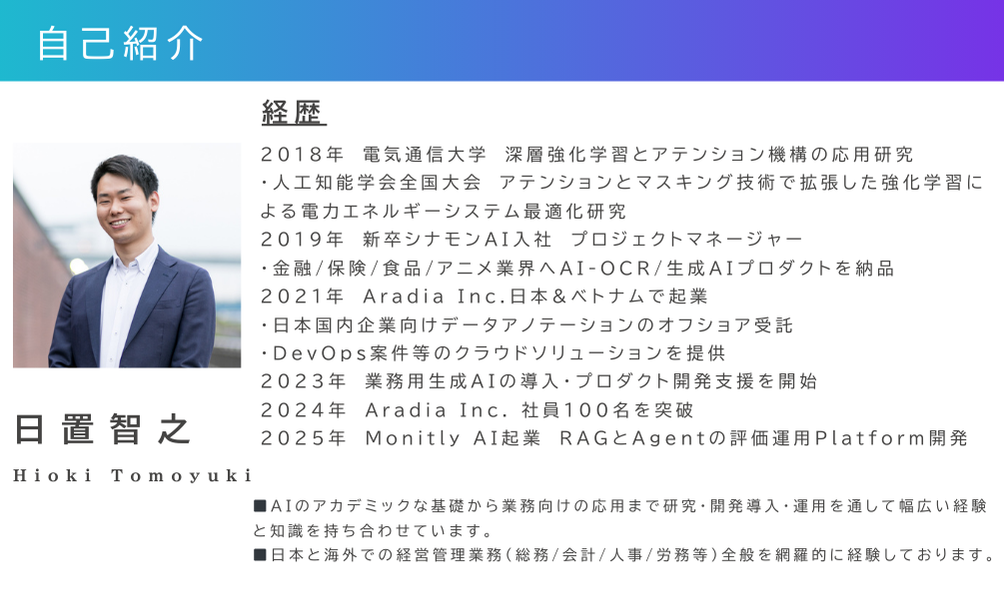 自己紹介
経歴
2018年 電気通信大学 深層強化学習とアテンション機構の応用研究
・人工知能学会全国大会 アテンションとマスキング技術で拡張した強化学習に
よる電力エネルギーシステム最適化研究
2019年 新卒シナモンAI入社 プロジェクトマネージャー
・金融/保険/食品/アニメ業界へAI-OCR/生成AIプロダクトを納品
2021年 Aradia Inc.日本&ベトナムで起業
・日本国内企業向けデータアノテーションのオフショア受託
・DevOps案件等のクラウドソリューションを提供
2023年 業務用生成AIの導入・プロダクト開発支援を開始
2024年 Aradia Inc. 社員100名を突破
2025年 Monitly AI起業 RAGとAgentの評価運用Platform開発
日置智之
Hioki Tomoyuki
■AIのアカデミックな基礎から業務向けの応用まで研究・開発導入・運用を通して幅広い経験
と知識を持ち合わせています。
■日本と海外での経営管理業務(総務/会計/人事/労務等)全般を網羅的に経験しております。